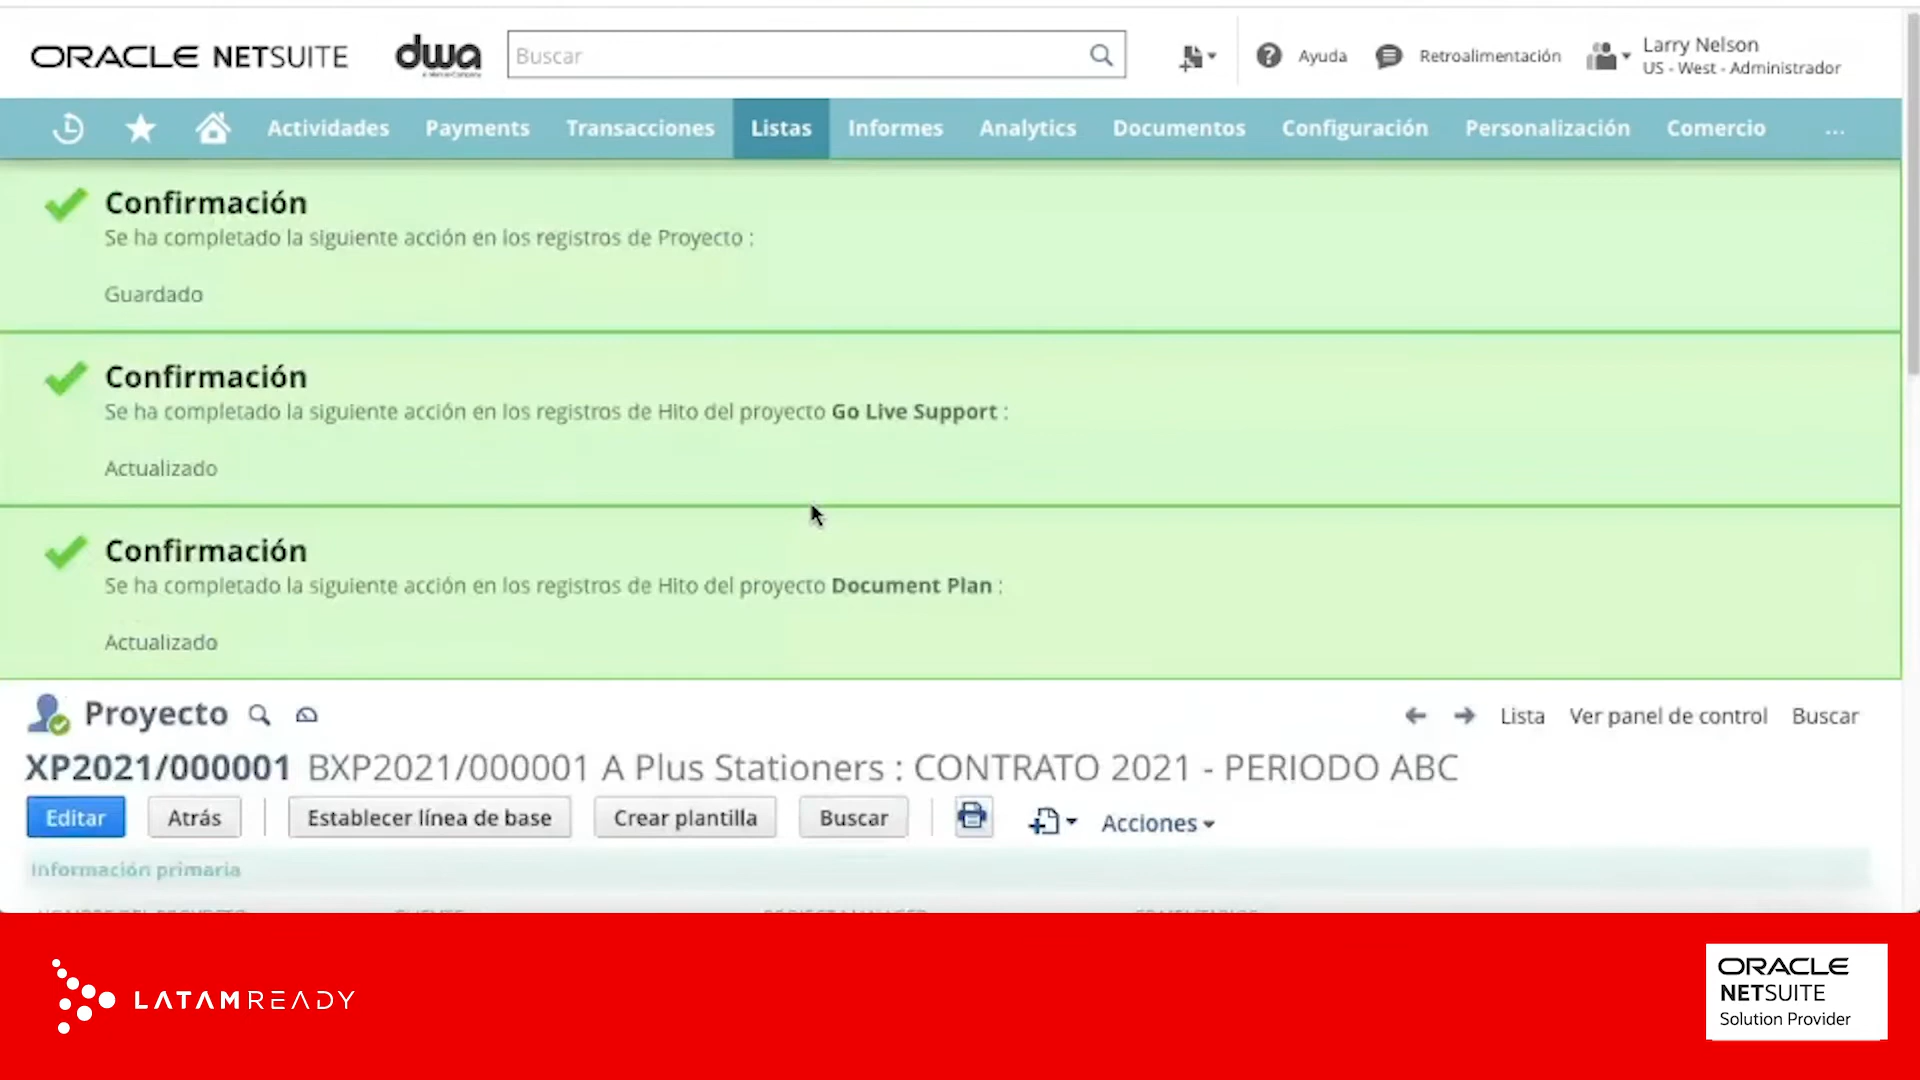 ORACLE NETSUITE
dwa
Buscar
Ayuda
Retroalimentación
Larry Nelson
US - West - Administrador
Actividades
Payments
Transacciones
Listas
Informes
Analytics
Documentos
Configuración
Personalización
Comercio
...
Confirmación
Se ha completado la siguiente acción en los registros de Proyecto :
Guardado
Confirmación
Se ha completado la siguiente acción en los registros de Hito del proyecto Go Live Support :
Actualizado
Confirmación
Se ha completado la siguiente acción en los registros de Hito del proyecto Document Plan :
Actualizado
Proyecto
Lista
Ver panel de control
Buscar
XP2021/000001 BXP2021/000001 A Plus Stationers : CONTRATO 2021 - PERIODO ABC
Editar
Atrás
Establecer línea de base
Crear plantilla
Buscar
Acciones
Información primaria
LATAMREADY
ORACLE
NETSUITE
Solution Provider